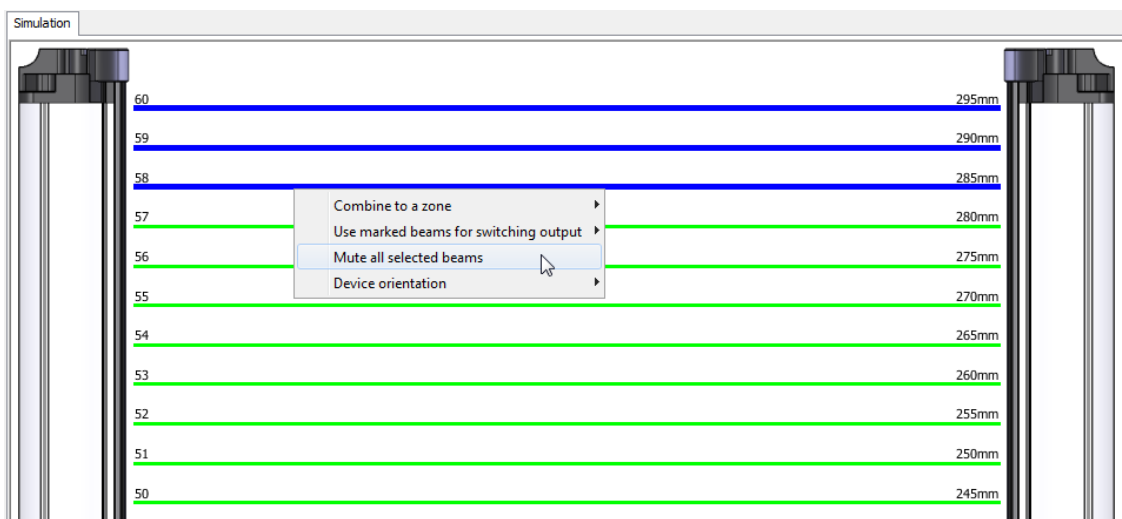 Simulation
60 295mm
59 290mm
58 285mm
Combine to a zone
57 280mm
Use marked beams for switching output
56 275mm
Mute all selected beams
Device orientation
55 270mm
54 265mm
53 260mm
52 255mm
51 250mm
50 245mm